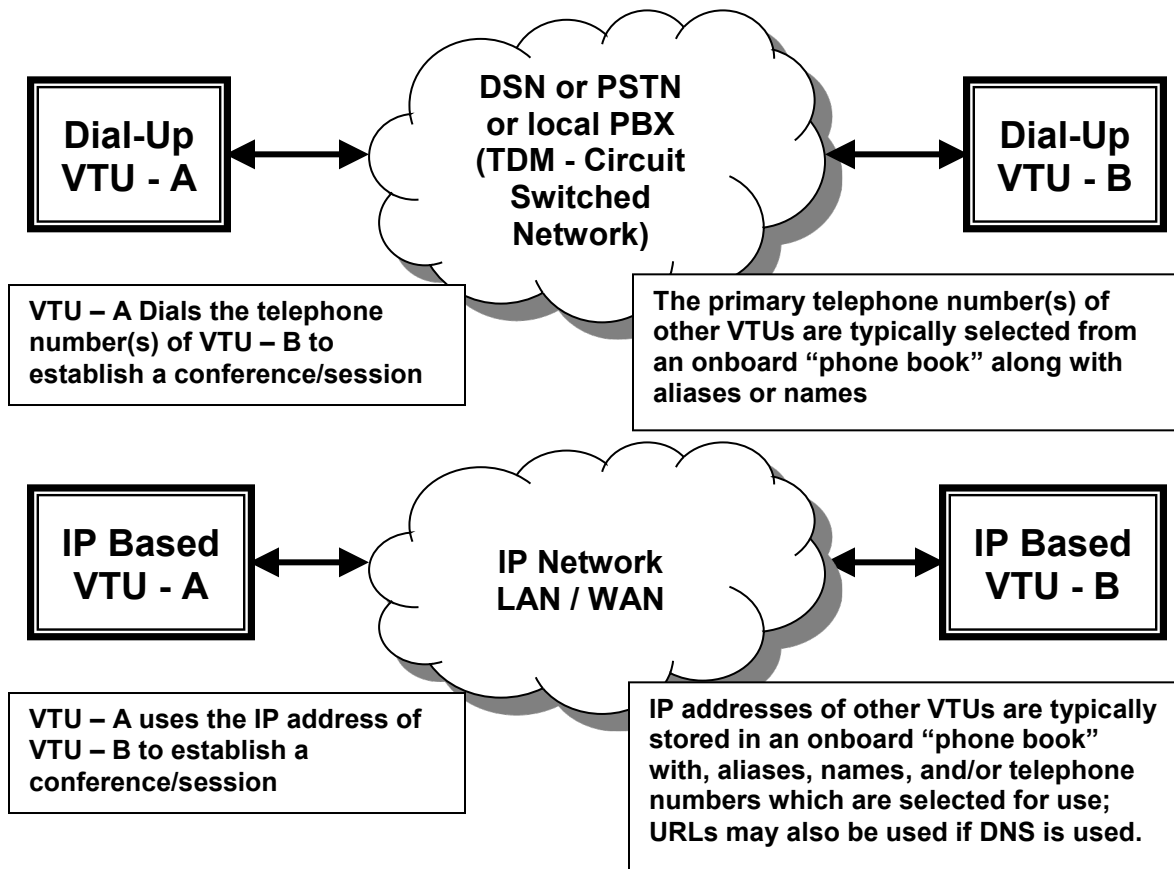 Dial-Up
VTU - A
DSN or PSTN
or local PBX
(TDM - Circuit
Switched
Network)
Dial-Up
VTU - B
VTU – A Dials the telephone
number(s) of VTU – B to
establish a conference/session
The primary telephone number(s) of
other VTUs are typically selected from
an onboard “phone book” along with
aliases or names
IP Based
VTU - A
IP Network
LAN / WAN
IP Based
VTU - B
VTU – A uses the IP address of
VTU – B to establish a
conference/session
IP addresses of other VTUs are typically
stored in an onboard “phone book”
with, aliases, names, and/or telephone
numbers which are selected for use;
URLs may also be used if DNS is used.